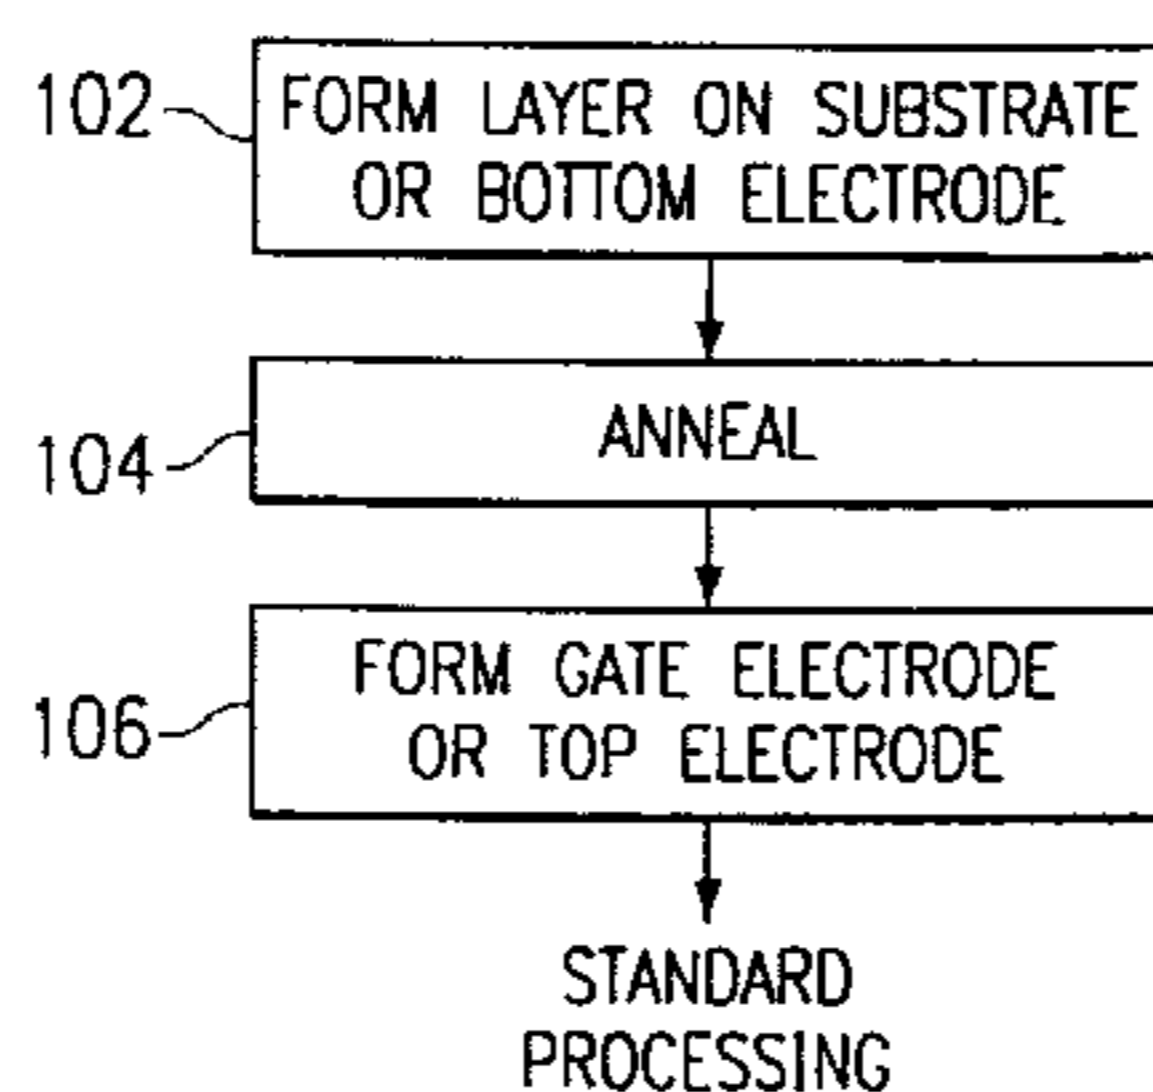 102
FORM LAYER ON SUBSTRATE
OR BOTTOM ELECTRODE
104
ANNEAL
106
FORM GATE ELECTRODE
OR TOP ELECTRODE
STANDARD
PROCESSING